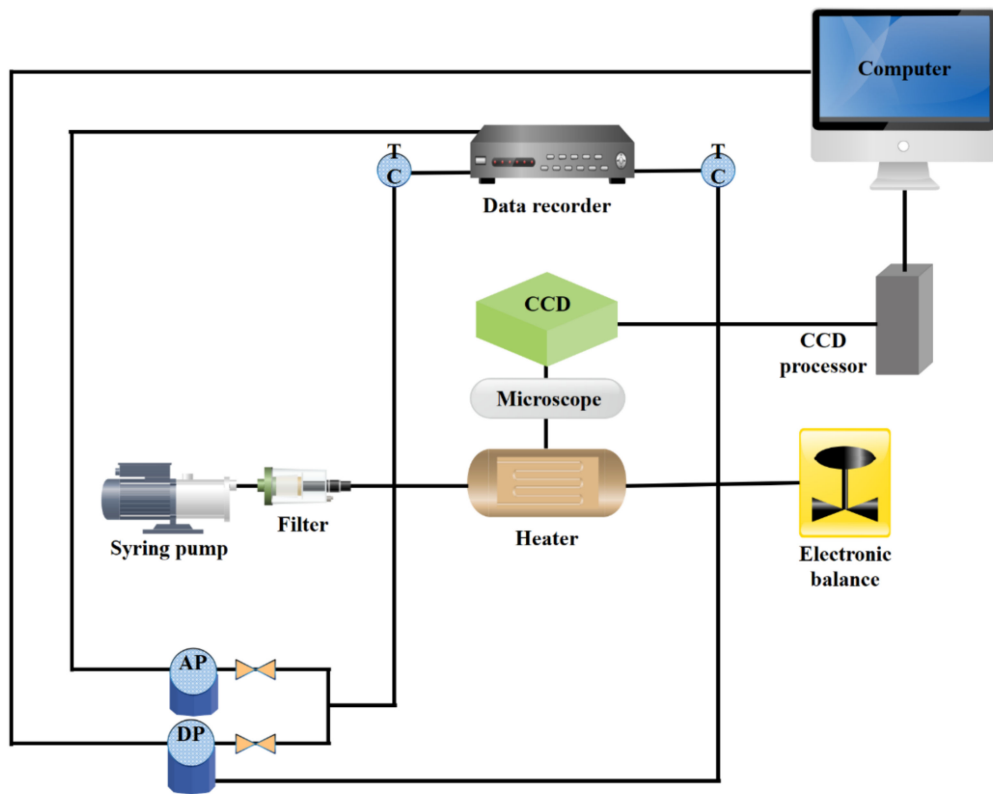 Computer
T
C
T
C
Data recorder
CCD
CCD
processor
Microscope
Syring pump
Filter
Heater
Electronic
balance
AP
DP